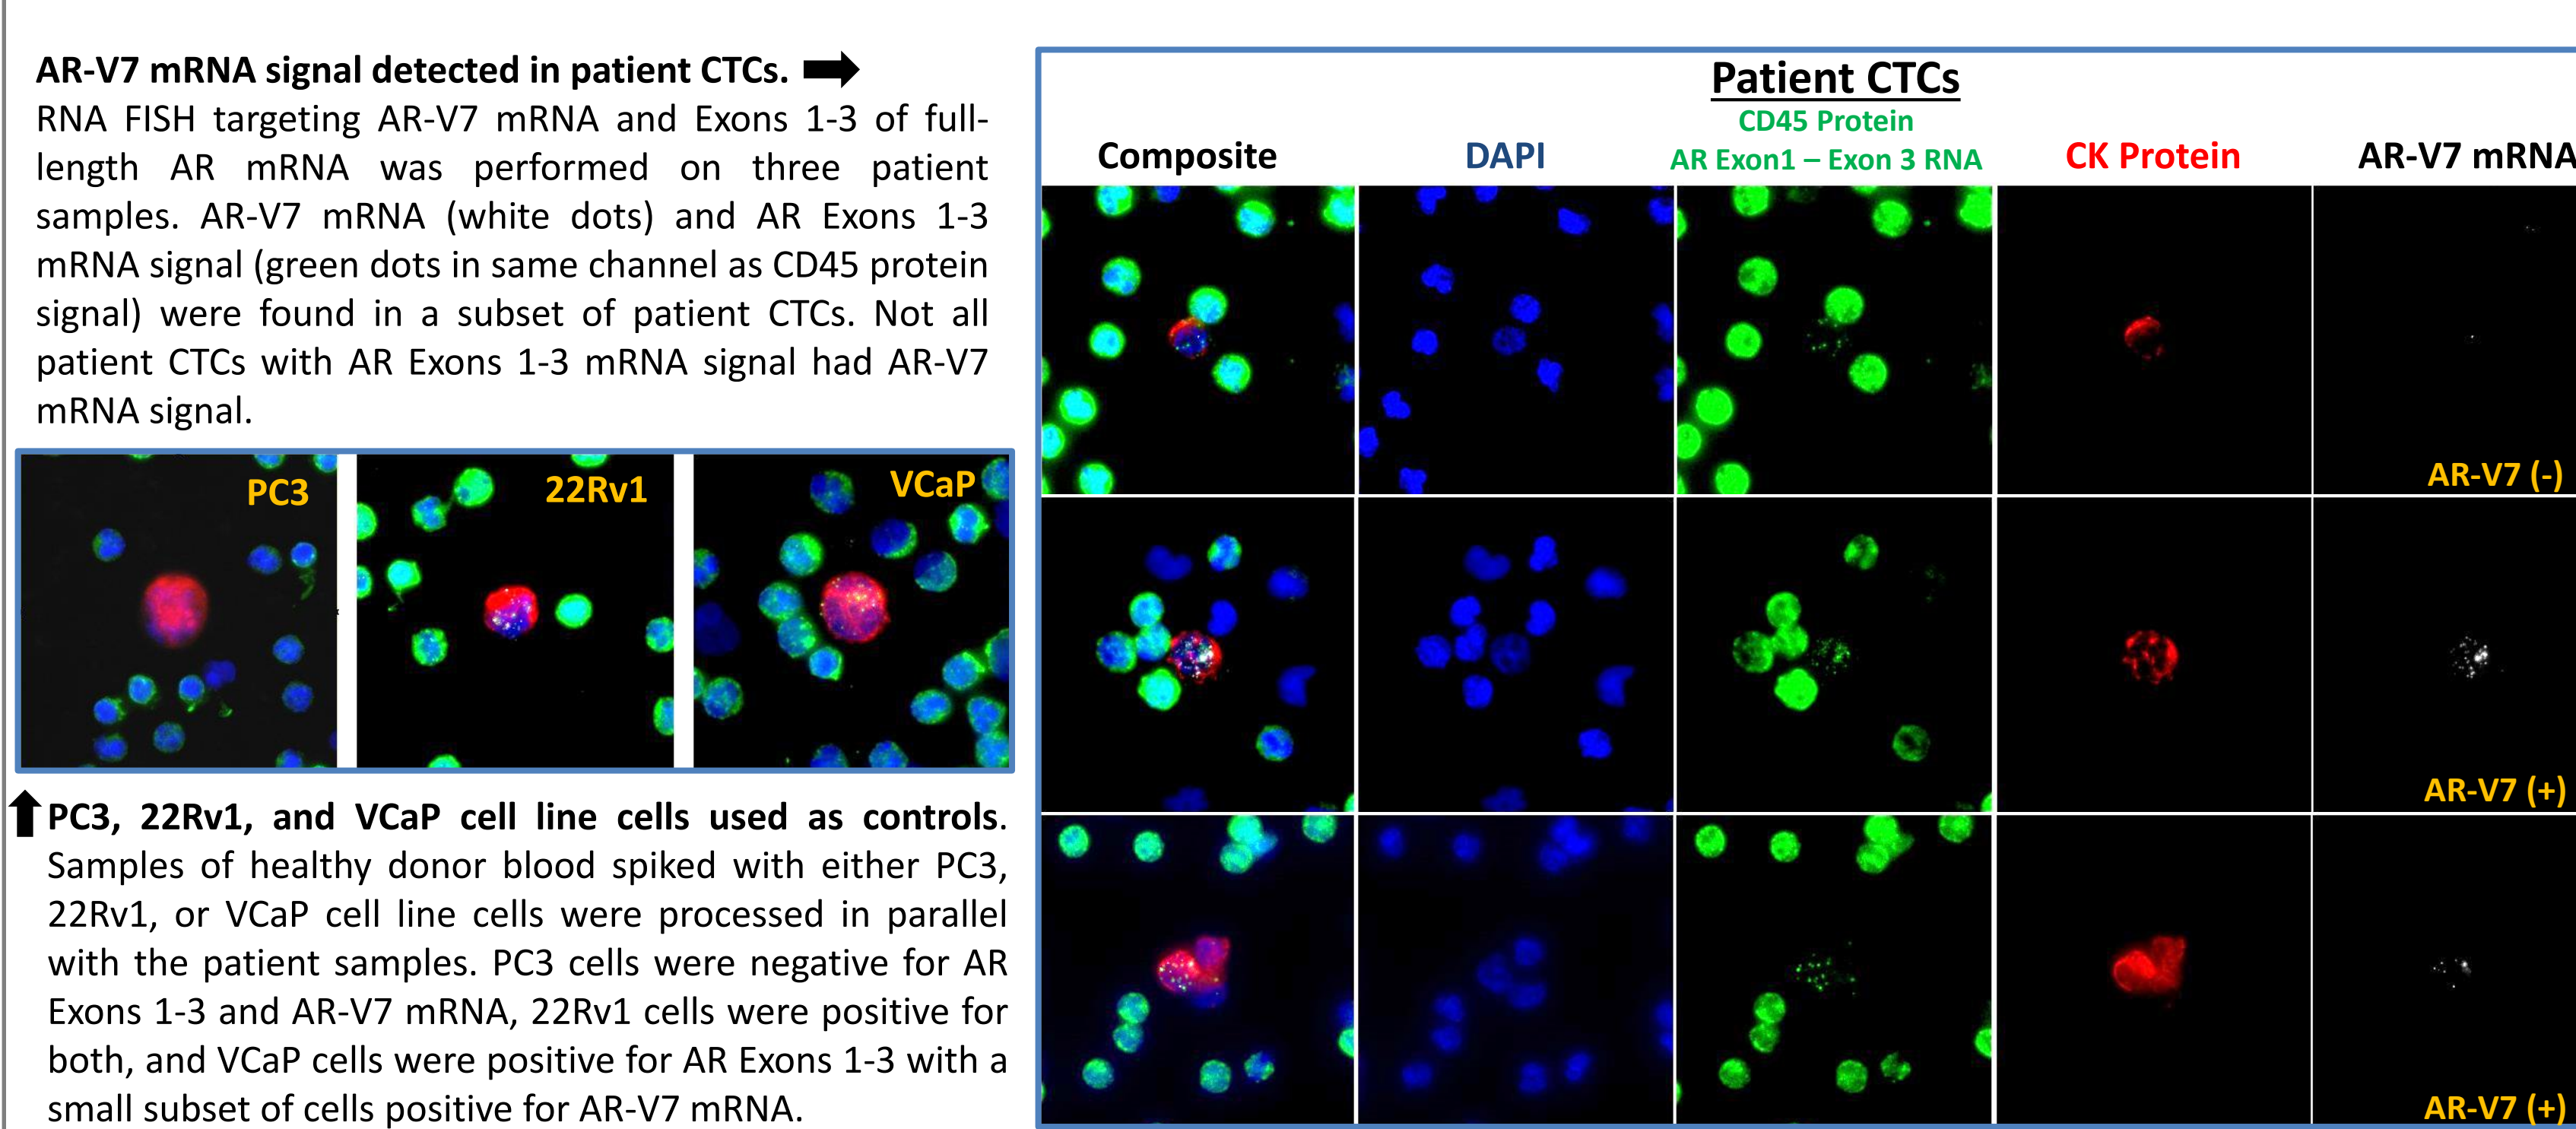 AR-V7 mRNA signal detected in patient CTCs.
RNA FISH targeting AR-V7 mRNA and Exons 1-3 of full-
length AR mRNA was performed on three patient
samples. AR-V7 mRNA (white dots) and AR Exons 1-3
mRNA signal (green dots in same channel as CD45 protein
signal) were found in a subset of patient CTCs. Not all
patient CTCs with AR Exons 1-3 mRNA signal had AR-V7
mRNA signal.
PC3
22Rv1
VCaP
PC3, 22Rv1, and VCaP cell line cells used as controls.
Samples of healthy donor blood spiked with either PC3,
22Rv1, or VCaP cell line cells were processed in parallel
with the patient samples. PC3 cells were negative for AR
Exons 1-3 and AR-V7 mRNA, 22Rv1 cells were positive for
both, and VCaP cells were positive for AR Exons 1-3 with a
small subset of cells positive for AR-V7 mRNA.
Patient CTCs
Composite
DAPI
CD45 Protein
AR Exon1 – Exon 3 RNA
CK Protein
AR-V7 mRNA
AR-V7 (-)
AR-V7 (+)
AR-V7 (+)